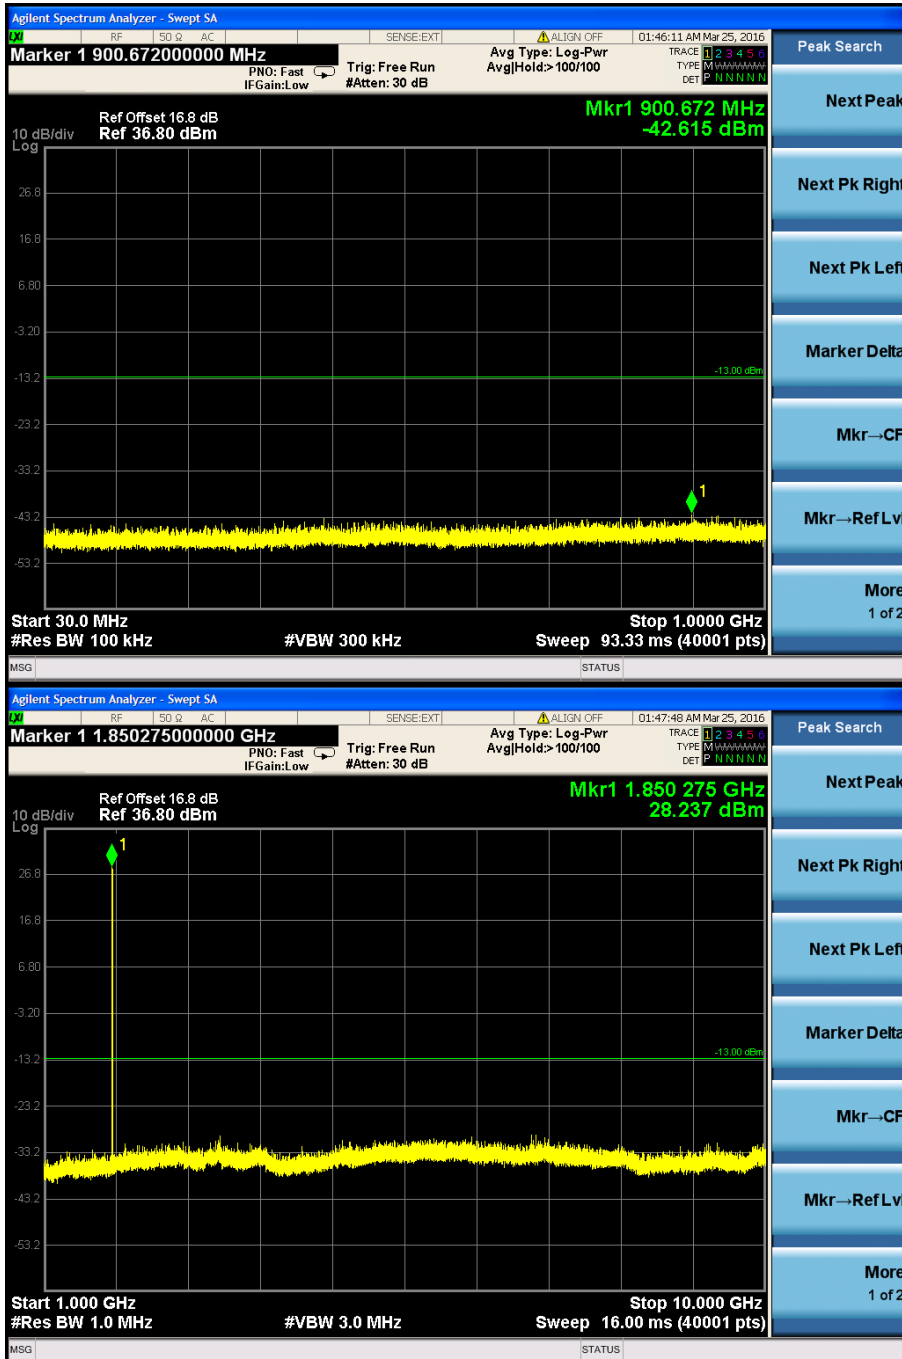 Agilent Spectrum Analyzer - Swept SA
LXI RF 50 Ω AC SENSE:EXT ALIGN OFF 01:46:11 AM Mar 25, 2016
Marker 1 900.672000000 MHz
PNO: Fast
IFGain:Low
Trig: Free Run
#Atten: 30 dB
Avg Type: Log-Pwr
Avg|Hold:>100/100
TRACE 1 2 3 4 5 6
TYPE M WWWWW
DET P N N N N N
Peak Search
Mkr1 900.672 MHz
-42.615 dBm
Ref Offset 16.8 dB
10 dB/div Ref 36.80 dBm
Log
26.8
16.8
6.80
-3.20
-13.2
-13.00 dBm
-23.2
-33.2
1
-43.2
-53.2
Start 30.0 MHz Stop 1.0000 GHz
#Res BW 100 kHz #VBW 300 kHz Sweep 93.33 ms (40001 pts)
MSG STATUS
Next Peak
Next Pk Right
Next Pk Left
Marker Delta
Mkr→CF
Mkr→Ref Lvl
More
1 of 2
Agilent Spectrum Analyzer - Swept SA
LXI RF 50 Ω AC SENSE:EXT ALIGN OFF 01:47:48 AM Mar 25, 2016
Marker 1 1.850275000000 GHz
PNO: Fast
IFGain:Low
Trig: Free Run
#Atten: 30 dB
Avg Type: Log-Pwr
Avg|Hold:>100/100
TRACE 1 2 3 4 5 6
TYPE M WWWWW
DET P N N N N N
Peak Search
Mkr1 1.850 275 GHz
28.237 dBm
Ref Offset 16.8 dB
10 dB/div Ref 36.80 dBm
Log
1
26.8
16.8
6.80
-3.20
-13.2
-13.00 dBm
-23.2
-33.2
-43.2
-53.2
Start 1.000 GHz Stop 10.000 GHz
#Res BW 1.0 MHz #VBW 3.0 MHz Sweep 16.00 ms (40001 pts)
MSG STATUS
Next Peak
Next Pk Right
Next Pk Left
Marker Delta
Mkr→CF
Mkr→Ref Lvl
More
1 of 2